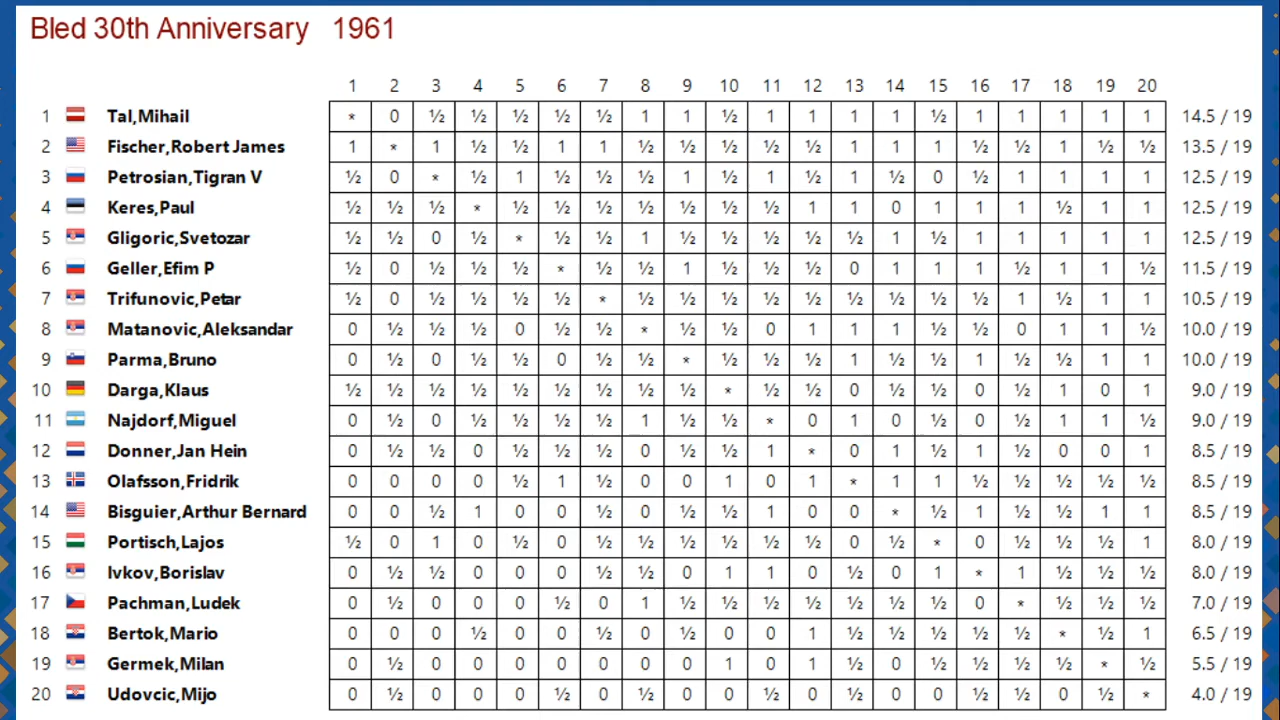 Bled 30th Anniversary 1961
1 2 3 4 5 6 7 8 9 10 11 12 13 14 15 16 17 18 19 20
1 Tal,Mihail * 0 ½ ½ ½ ½ ½ 1 1 ½ 1 1 1 1 ½ 1 1 1 1 1 14.5 / 19
2 Fischer,Robert James 1 * 1 ½ ½ 1 1 ½ ½ ½ ½ ½ 1 1 1 ½ ½ 1 ½ ½ 13.5 / 19
3 Petrosian,Tigran V ½ 0 * ½ 1 ½ ½ ½ 1 ½ 1 ½ 1 ½ 0 ½ 1 1 1 1 12.5 / 19
4 Keres,Paul ½ ½ ½ * ½ ½ ½ ½ ½ ½ ½ 1 1 0 1 1 1 ½ 1 1 12.5 / 19
5 Gligoric,Svetozar ½ ½ 0 ½ * ½ ½ 1 ½ ½ ½ ½ ½ 1 ½ 1 1 1 1 1 12.5 / 19
6 Geller,Efim P ½ 0 ½ ½ ½ * ½ ½ 1 ½ ½ ½ 0 1 1 1 ½ 1 1 ½ 11.5 / 19
7 Trifunovic,Petar ½ 0 ½ ½ ½ ½ * ½ ½ ½ ½ ½ ½ ½ ½ ½ 1 ½ 1 1 10.5 / 19
8 Matanovic,Aleksandar 0 ½ ½ ½ 0 ½ ½ * ½ ½ 0 1 1 1 ½ ½ 0 1 1 ½ 10.0 / 19
9 Parma,Bruno 0 ½ 0 ½ ½ 0 ½ ½ * ½ ½ ½ 1 ½ ½ 1 ½ ½ 1 1 10.0 / 19
10 Darga,Klaus ½ ½ ½ ½ ½ ½ ½ ½ ½ * ½ ½ 0 ½ ½ 0 ½ 1 0 1 9.0 / 19
11 Najdorf,Miguel 0 ½ 0 ½ ½ ½ ½ 1 ½ ½ * 0 1 0 ½ 0 ½ 1 1 ½ 9.0 / 19
12 Donner,Jan Hein 0 ½ ½ 0 ½ ½ ½ 0 ½ ½ 1 * 0 1 ½ 1 ½ 0 0 1 8.5 / 19
13 Olafsson,Fridrik 0 0 0 0 ½ 1 ½ 0 0 1 0 1 * 1 1 ½ ½ ½ ½ ½ 8.5 / 19
14 Bisguier,Arthur Bernard 0 0 ½ 1 0 0 ½ 0 ½ ½ 1 0 0 * ½ 1 ½ ½ 1 1 8.5 / 19
15 Portisch,Lajos ½ 0 1 0 ½ 0 ½ ½ ½ ½ ½ ½ 0 ½ * 0 ½ ½ ½ 1 8.0 / 19
16 Ivkov,Borislav 0 ½ ½ 0 0 0 ½ ½ 0 1 1 0 ½ 0 1 * 1 ½ ½ ½ 8.0 / 19
17 Pachman,Ludek 0 ½ 0 0 0 ½ 0 1 ½ ½ ½ ½ ½ ½ ½ 0 * ½ ½ ½ 7.0 / 19
18 Bertok,Mario 0 0 0 ½ 0 0 ½ 0 ½ 0 0 1 ½ ½ ½ ½ ½ * ½ 1 6.5 / 19
19 Germek,Milan 0 ½ 0 0 0 0 0 0 0 1 0 1 ½ 0 ½ ½ ½ ½ * ½ 5.5 / 19
20 Udovcic,Mijo 0 ½ 0 0 0 ½ 0 ½ 0 0 ½ 0 ½ 0 0 ½ ½ 0 ½ * 4.0 / 19